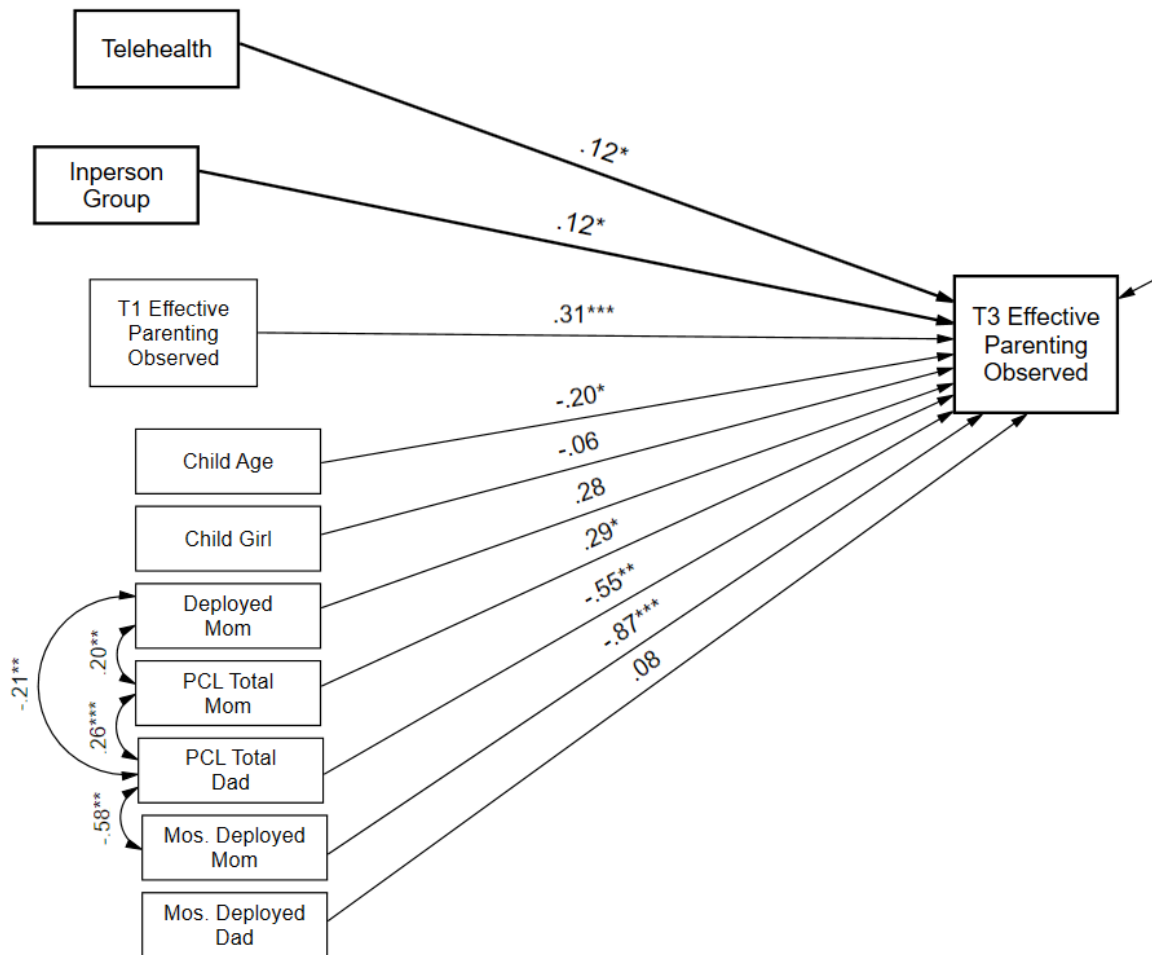 Telehealth
.12*
Inperson
Group
.12*
T1 Effective
Parenting
Observed
.31***
T3 Effective
Parenting
Observed
Child Age
-.20*
Child Girl
-.06
Deployed
Mom
.28
PCL Total
Mom
.29*
PCL Total
Dad
-.55**
Mos. Deployed
Mom
-.87***
Mos. Deployed
Dad
.08
-.21**
.20**
.26***
-.58**